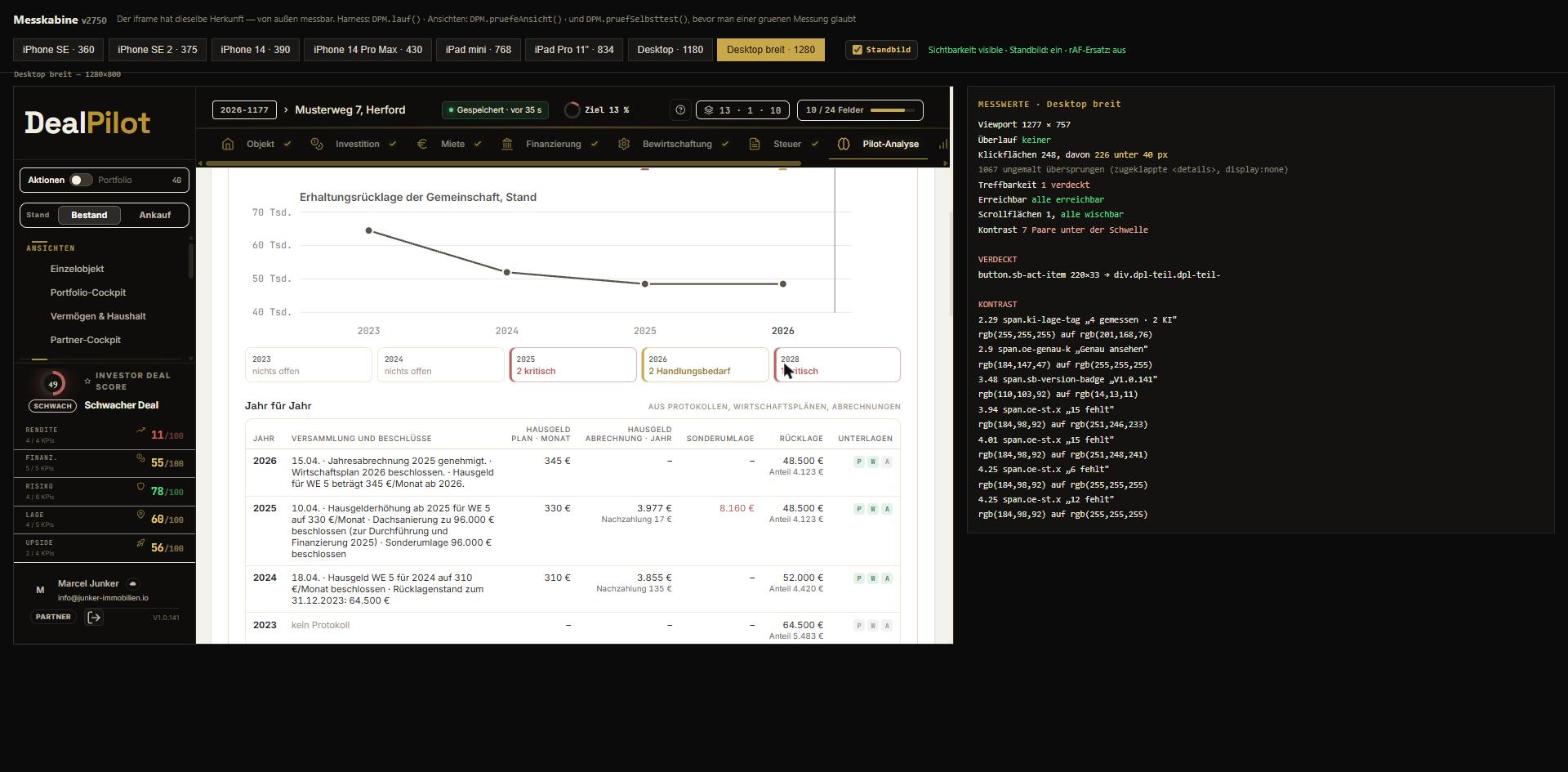 Messkabine v2750 Der iframe hat dieselbe Herkunft — von außen messbar. Harness: DPM.lauf() · Ansichten: DPM.pruefeAnsicht() · und DPM.pruefSelbsttest(), bevor man einer gruenen Messung glaubt
iPhone SE · 360 iPhone SE 2 · 375 iPhone 14 · 390 iPhone 14 Pro Max · 430 iPad mini · 768 iPad Pro 11" · 834 Desktop · 1180 Desktop breit · 1280 Standbild Sichtbarkeit: visible · Standbild: ein · rAF-Ersatz: aus
Desktop breit — 1280×800
DealPilot
2026-1177 › Musterweg 7, Herford Gespeichert · vor 35 s Ziel 13 % 13 · 1 · 10 19 / 24 Felder
Objekt Investition Miete Finanzierung Bewirtschaftung Steuer Pilot-Analyse
Aktionen Portfolio 40
Stand Bestand Ankauf
ANSICHTEN
Einzelobjekt
Portfolio-Cockpit
Vermögen & Haushalt
Partner-Cockpit
49
INVESTOR DEAL
SCORE
SCHWACH Schwacher Deal
RENDITE
4 / 4 KPIs
11/100
FINANZ.
5 / 5 KPIs
55/100
RISIKO
4 / 6 KPIs
78/100
LAGE
4 / 5 KPIs
60/100
UPSIDE
2 / 4 KPIs
56/100
M Marcel Junker
info@junker-immobilien.io
PARTNER V1.0.141
Erhaltungsrücklage der Gemeinschaft, Stand
70 Tsd.
60 Tsd.
50 Tsd.
40 Tsd.
2023 2024 2025 2026
2023
nichts offen
2024
nichts offen
2025
2 kritisch
2026
2 Handlungsbedarf
2028
Jahr für Jahr AUS PROTOKOLLEN, WIRTSCHAFTSPLÄNEN, ABRECHNUNGEN
JAHR VERSAMMLUNG UND BESCHLÜSSE HAUSGELD PLAN · MONAT HAUSGELD ABRECHNUNG · JAHR SONDERUMLAGE RÜCKLAGE UNTERLAGEN
2026 15.04. · Jahresabrechnung 2025 genehmigt. · 345 € – – 48.500 € P W A
Wirtschaftsplan 2026 beschlossen. · Hausgeld Anteil 4.123 €
für WE 5 beträgt 345 €/Monat ab 2026.
2025 10.04. · Hausgelderhöhung ab 2025 für WE 5 330 € 3.977 € 8.160 € 48.500 € P W A
auf 330 €/Monat · Dachsanierung zu 96.000 € Nachzahlung 17 € Anteil 4.123 €
beschlossen (zur Durchführung und
Finanzierung 2025) · Sonderumlage 96.000 €
beschlossen
2024 18.04. · Hausgeld WE 5 für 2024 auf 310 310 € 3.855 € – 52.000 € P W A
€/Monat beschlossen · Rücklagenstand zum Nachzahlung 135 € Anteil 4.420 €
31.12.2023: 64.500 €
2023 kein Protokoll – – – 64.500 € P W A
Anteil 5.483 €
MESSWERTE · Desktop breit
Viewport 1277 × 757
Überlauf keiner
Klickflächen 248, davon 226 unter 40 px
1067 ungemalt übersprungen (zugeklappte <details>, display:none)
Treffbarkeit 1 verdeckt
Erreichbar alle erreichbar
Scrollflächen 1, alle wischbar
Kontrast 7 Paare unter der Schwelle
VERDECKT
button.sb-act-item 220×33 → div.dpl-teil.dpl-teil-
KONTRAST
2.29 span.ki-lage-tag „4 gemessen · 2 KI"
rgb(255,255,255) auf rgb(201,168,76)
2.9 span.oe-genau-k „Genau ansehen"
rgb(184,147,47) auf rgb(255,255,255)
3.48 span.sb-version-badge „V1.0.141"
rgb(110,103,92) auf rgb(14,13,11)
3.94 span.oe-st.x „15 fehlt"
rgb(184,98,92) auf rgb(251,246,233)
4.01 span.oe-st.x „15 fehlt"
rgb(184,98,92) auf rgb(251,248,241)
4.25 span.oe-st.x „6 fehlt"
rgb(184,98,92) auf rgb(255,255,255)
4.25 span.oe-st.x „12 fehlt"
rgb(184,98,92) auf rgb(255,255,255)